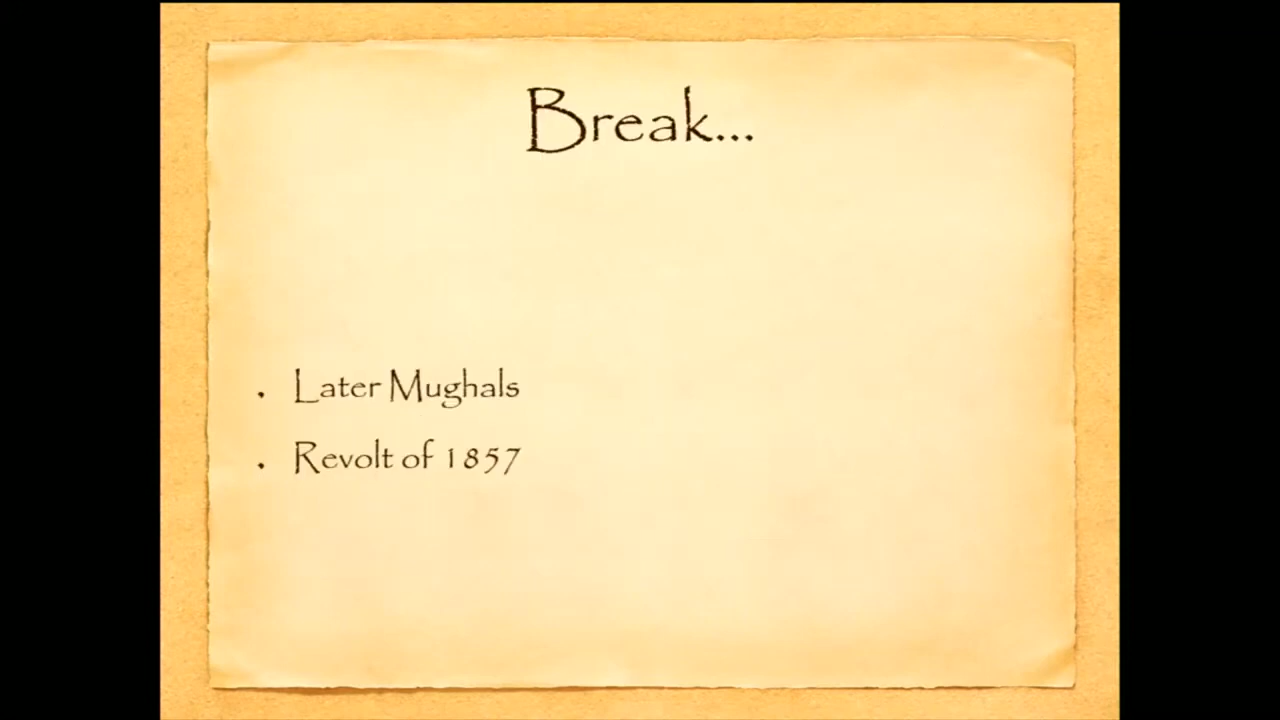 Break...
. Later Mughals
. Revolt of 1857